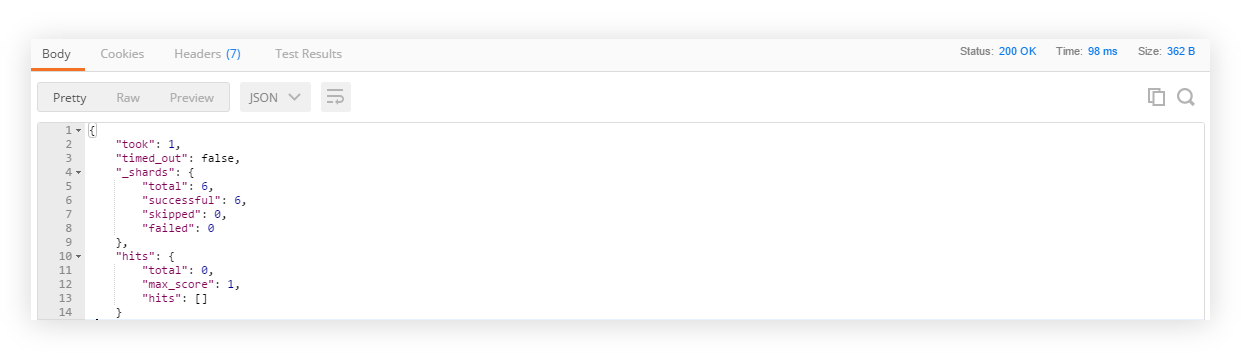 Body Cookies Headers (7) Test Results Status: 200 OK Time: 98 ms Size: 362 B
Pretty Raw Preview JSON
1 {
2 "took": 1,
3 "timed_out": false,
4 "_shards": {
5 "total": 6,
6 "successful": 6,
7 "skipped": 0,
8 "failed": 0
9 },
10 "hits": {
11 "total": 0,
12 "max_score": 1,
13 "hits": []
14 }